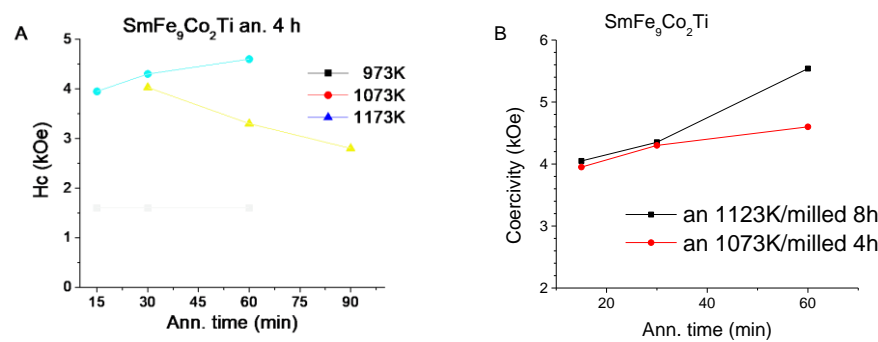 A
SmFe₉Co₂Ti an. 4 h
5
4
3
2
1
0
Hc (kOe)
973K
1073K
1173K
15 30 45 60 75 90
Ann. time (min)
B
SmFe₉Co₂Ti
6
5
4
3
2
Coercivity (kOe)
an 1123K/milled 8h
an 1073K/milled 4h
20 40 60
Ann. time (min)